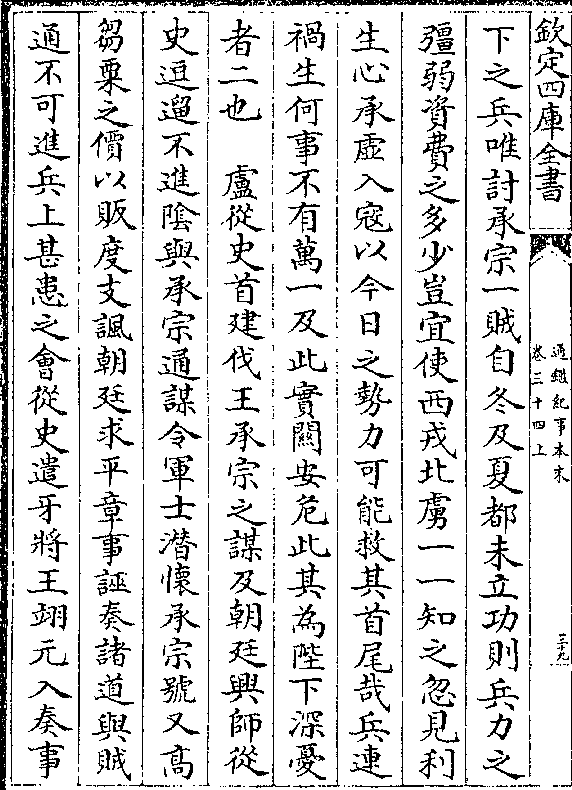 欽定四庫全書
通鑑紀事本末
卷三十四上
三十九
下之兵唯討承宗一賊自冬及夏都未立功則兵力之
彊弱資費之多少豈宜使西戎北虜一一知之忽見利
生心承虛入寇以今日之勢力可能救其首尾哉兵連
禍生何事不有萬一及此實關安危此其為陛下深憂
者二也 盧從史首建伐王承宗之謀及朝廷興師從
史逗遛不進陰與承宗通謀令軍士潛懷承宗號又高
芻粟之價以販度支諷朝廷求平章事誣奏諸道與賊
通不可進兵上甚患之會從史遣牙將王翊元入奏事